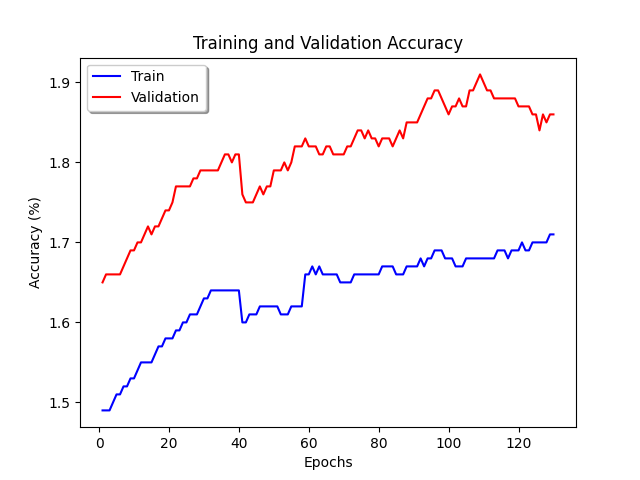 Training and Validation Accuracy
Train
Validation
Accuracy (%)
1.9
1.8
1.7
1.6
1.5
0 20 40 60 80 100 120
Epochs